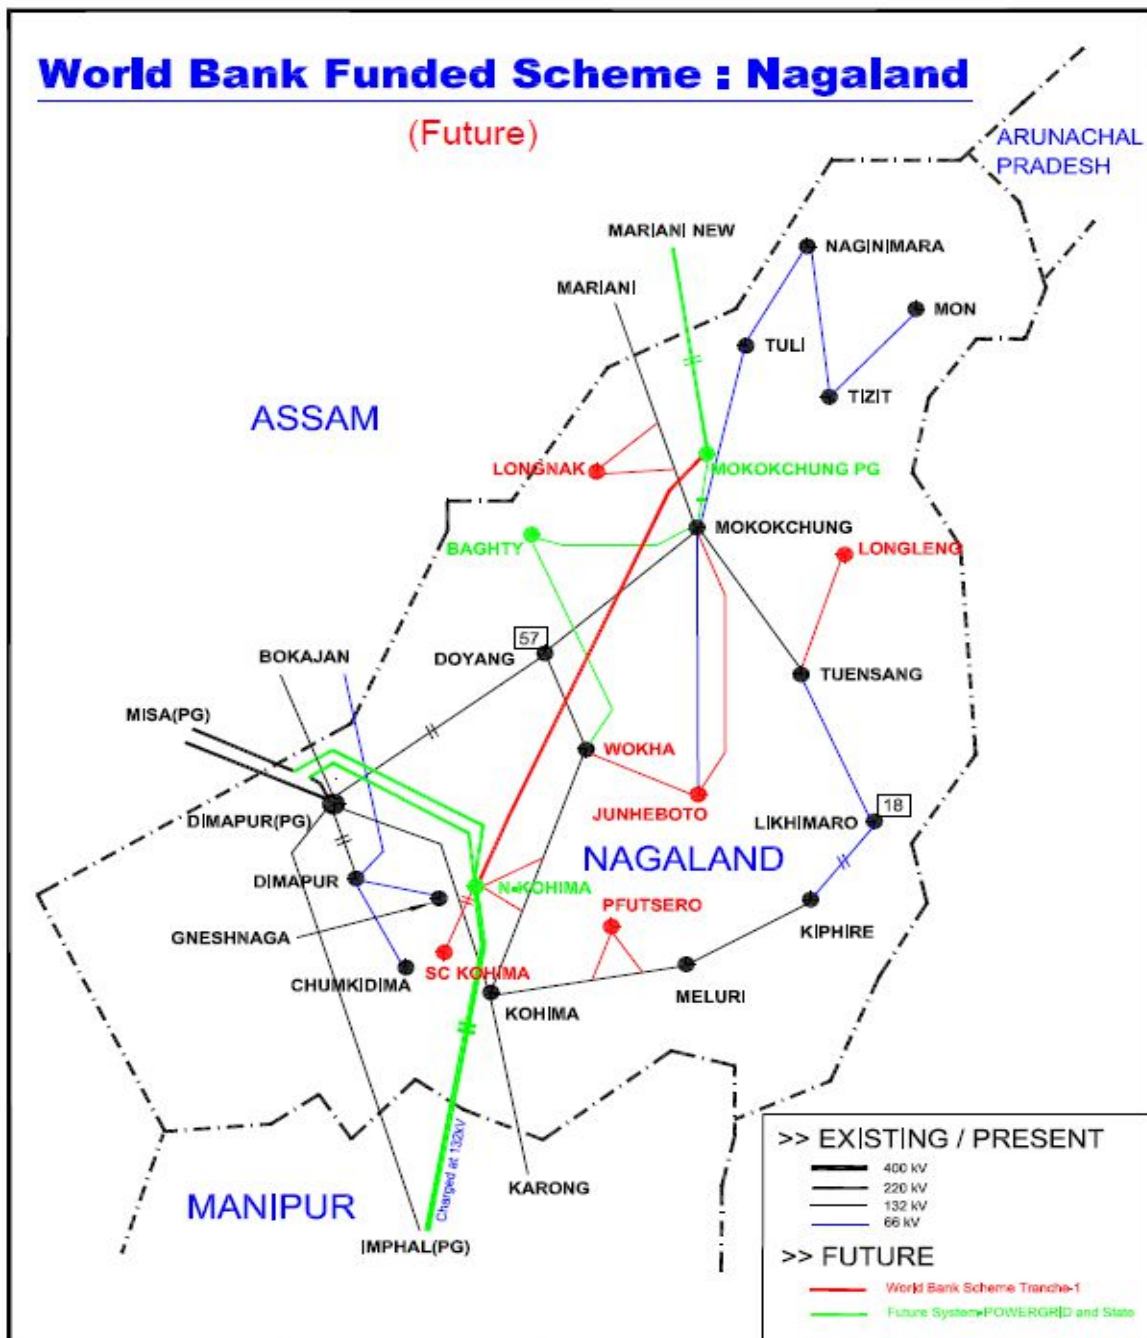 World Bank Funded Scheme : Nagaland
(Future)
ARUNACHAL
PRADESH
MARIANI NEW
NAGINIMARA
MARIANI
MON
TULI
TIZIT
ASSAM
LONGNAK
MOKOKCHUNG PG
MOKOKCHUNG
BAGHTY
LONGLENG
57
BOKAJAN
DOYANG
TUENSANG
MISA(PG)
WOKHA
JUNHEBOTO
18
LIKHIMARO
DIMAPUR(PG)
NAGALAND
DIMAPUR
N-KOHIMA
PFUTSERO
KIPHIRE
GNESHNAGA
SC KOHIMA
CHUMKIDIMA
MELURI
KOHIMA
Charged at 132kV
KARONG
MANIPUR
IMPHAL(PG)
>> EXISTING / PRESENT
400 kV
220 kV
132 kV
66 kV
>> FUTURE
World Bank Scheme Tranche-1
Future System-POWERGRID and State